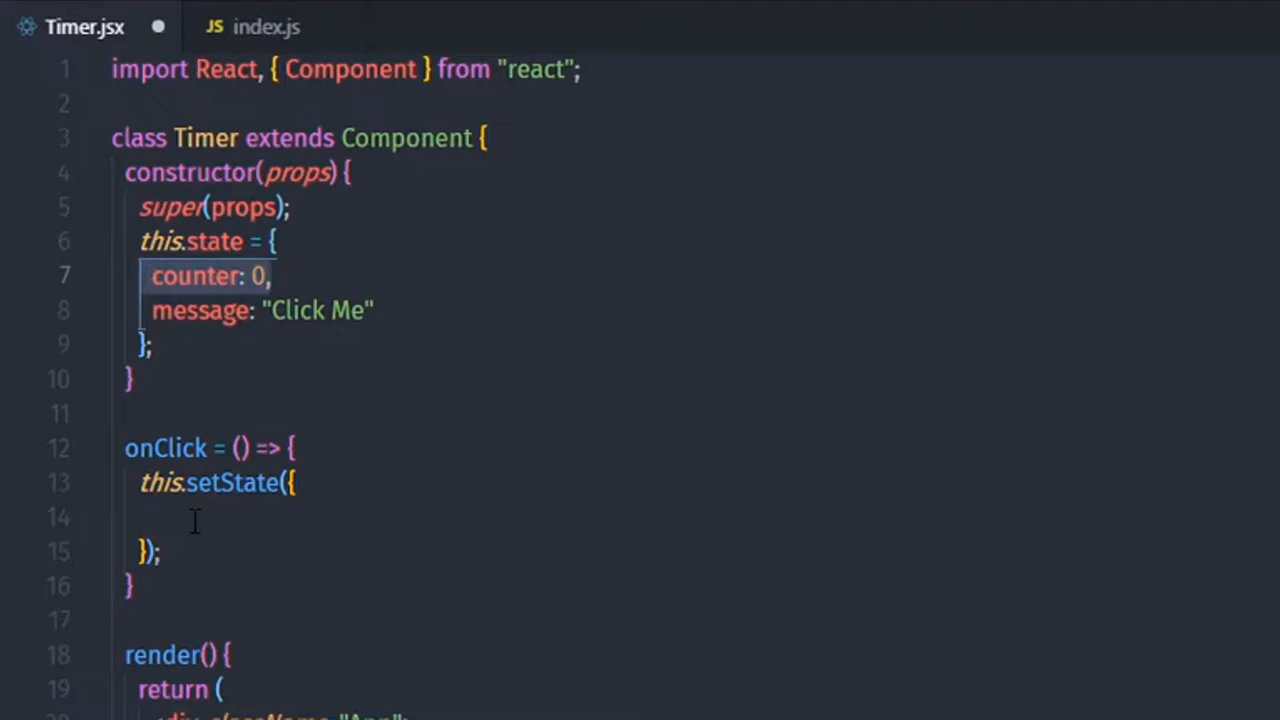 Timer.jsx
JS index.js
1 import React, { Component } from "react";
2
3 class Timer extends Component {
4 constructor(props) {
5 super(props);
6 this.state = {
7 counter: 0,
8 message: "Click Me"
9 };
10 }
11
12 onClick = () => {
13 this.setState({
14
15 });
16 }
17
18 render() {
19 return (